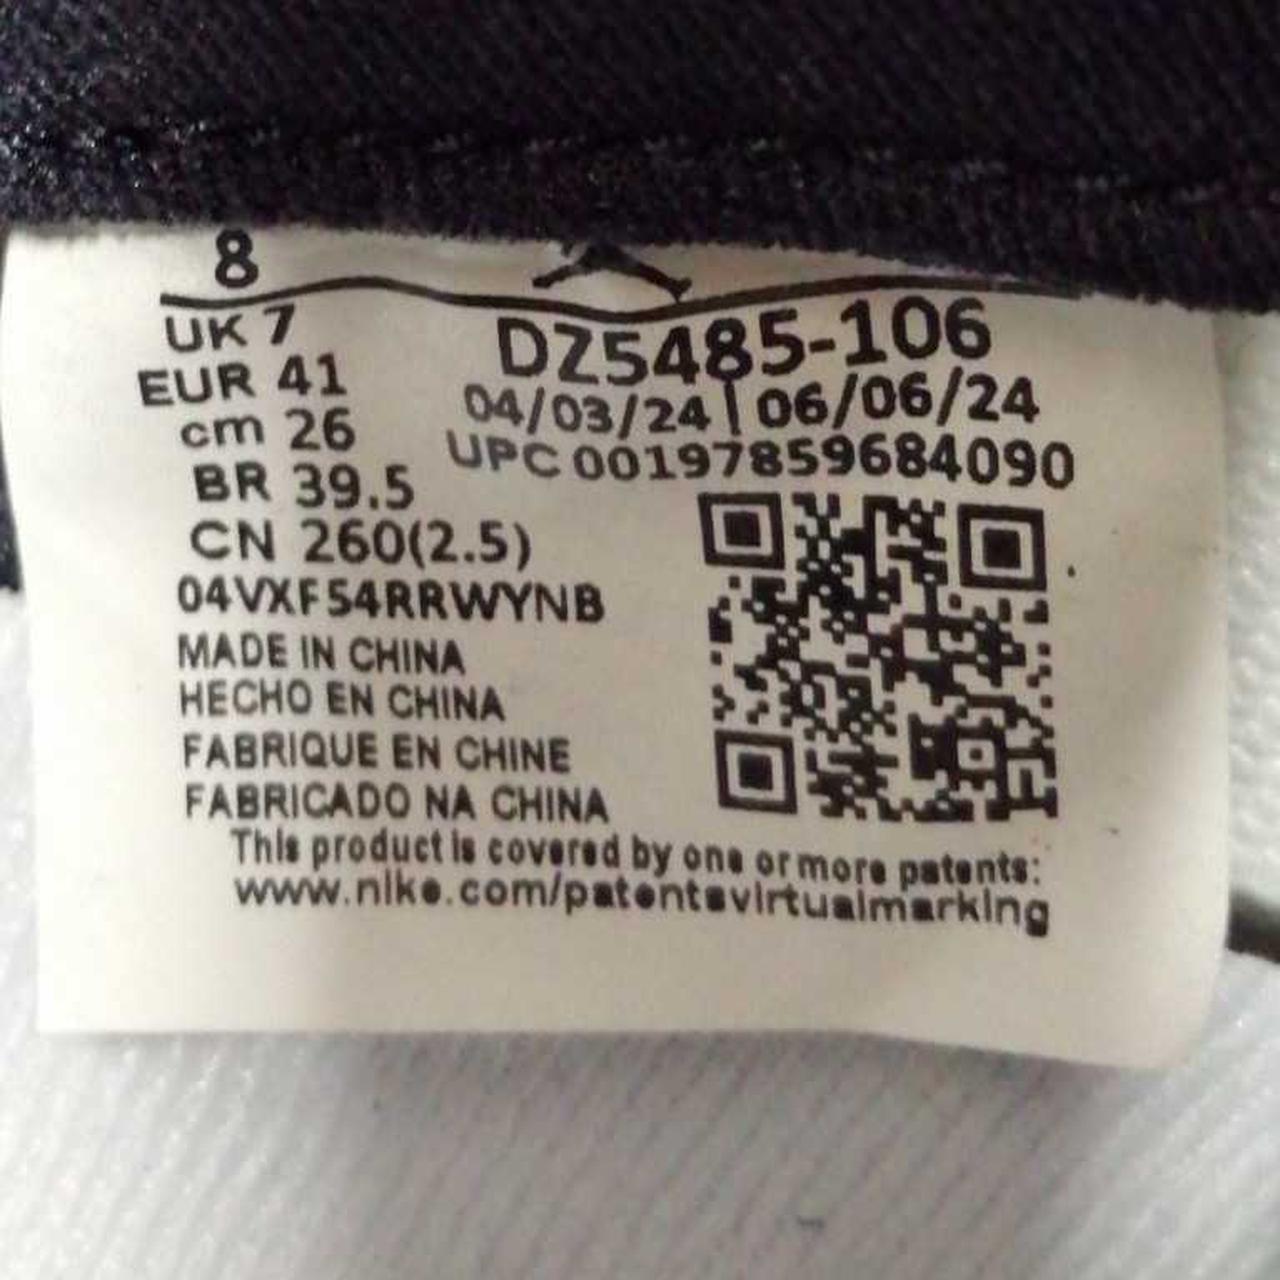 8
UK 7
EUR 41
cm 26
BR 39.5
CN 260(2.5)
04VXF54RRWYNB
MADE IN CHINA
HECHO EN CHINA
FABRIQUE EN CHINE
FABRICADO NA CHINA
DZ5485-106
04/03/24 | 06/06/24
UPC 00197859684090
This product is covered by one or more patents:
www.nike.com/patentsvirtualmarking